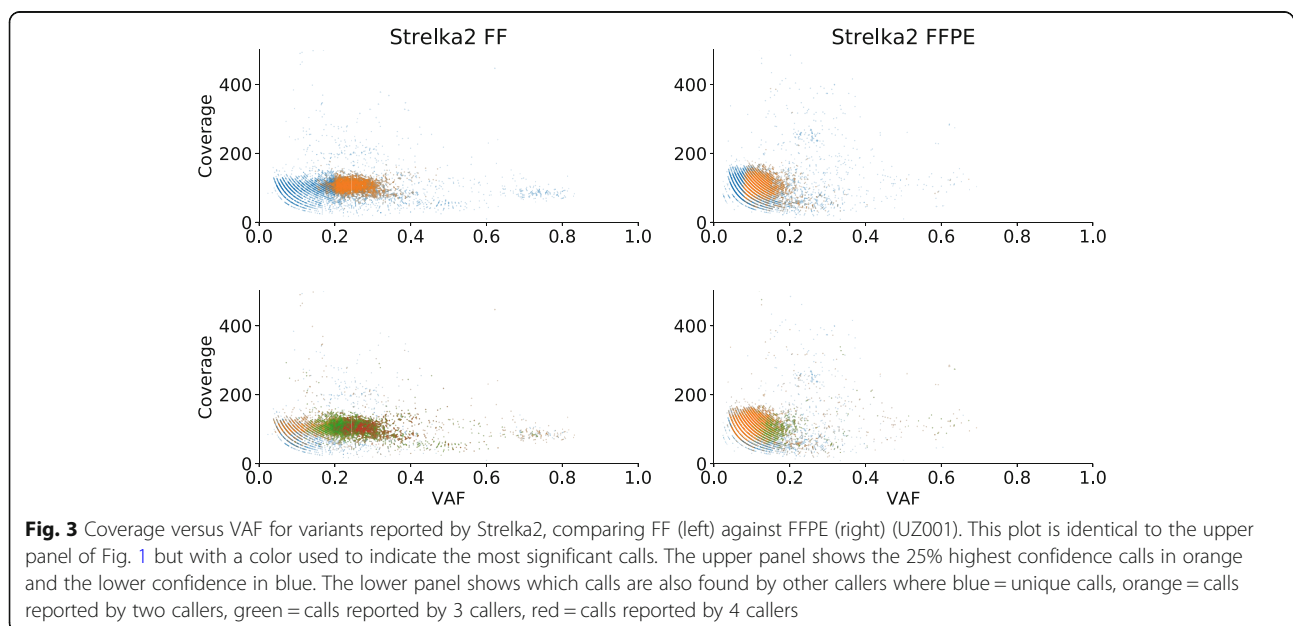 Strelka2 FF
Strelka2 FFPE
Coverage
400
200
0
0.0 0.2 0.4 0.6 0.8 1.0
400
200
0
0.0 0.2 0.4 0.6 0.8 1.0
Coverage
400
200
0
0.0 0.2 0.4 0.6 0.8 1.0
VAF
400
200
0
0.0 0.2 0.4 0.6 0.8 1.0
VAF
Fig. 3 Coverage versus VAF for variants reported by Strelka2, comparing FF (left) against FFPE (right) (UZ001). This plot is identical to the upper
panel of Fig. 1 but with a color used to indicate the most significant calls. The upper panel shows the 25% highest confidence calls in orange
and the lower confidence in blue. The lower panel shows which calls are also found by other callers where blue = unique calls, orange = calls
reported by two callers, green = calls reported by 3 callers, red = calls reported by 4 callers